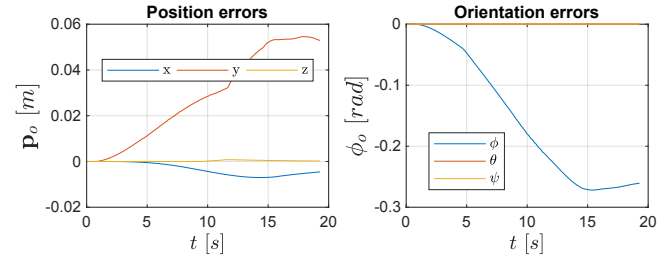 Position errors
0.06
0.04
0.02
0
-0.02
x y z
0 5 10 15 20
t [s]
p_o [m]
Orientation errors
0
-0.1
-0.2
-0.3
ϕ
θ
ψ
0 5 10 15 20
t [s]
ϕ_o [rad]